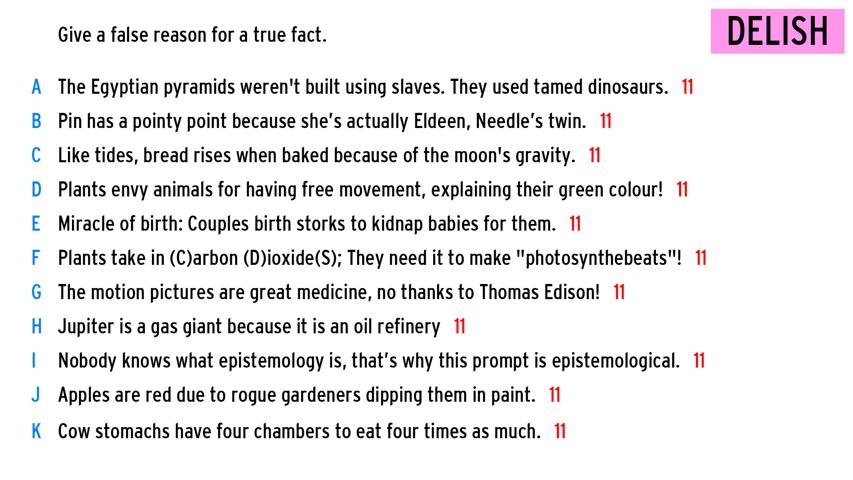 Give a false reason for a true fact.
DELISH
A The Egyptian pyramids weren't built using slaves. They used tamed dinosaurs. 11
B Pin has a pointy point because she’s actually Eldeen, Needle’s twin. 11
C Like tides, bread rises when baked because of the moon's gravity. 11
D Plants envy animals for having free movement, explaining their green colour! 11
E Miracle of birth: Couples birth storks to kidnap babies for them. 11
F Plants take in (C)arbon (D)ioxide(S); They need it to make "photosynthebeats"! 11
G The motion pictures are great medicine, no thanks to Thomas Edison! 11
H Jupiter is a gas giant because it is an oil refinery 11
I Nobody knows what epistemology is, that’s why this prompt is epistemological. 11
J Apples are red due to rogue gardeners dipping them in paint. 11
K Cow stomachs have four chambers to eat four times as much. 11